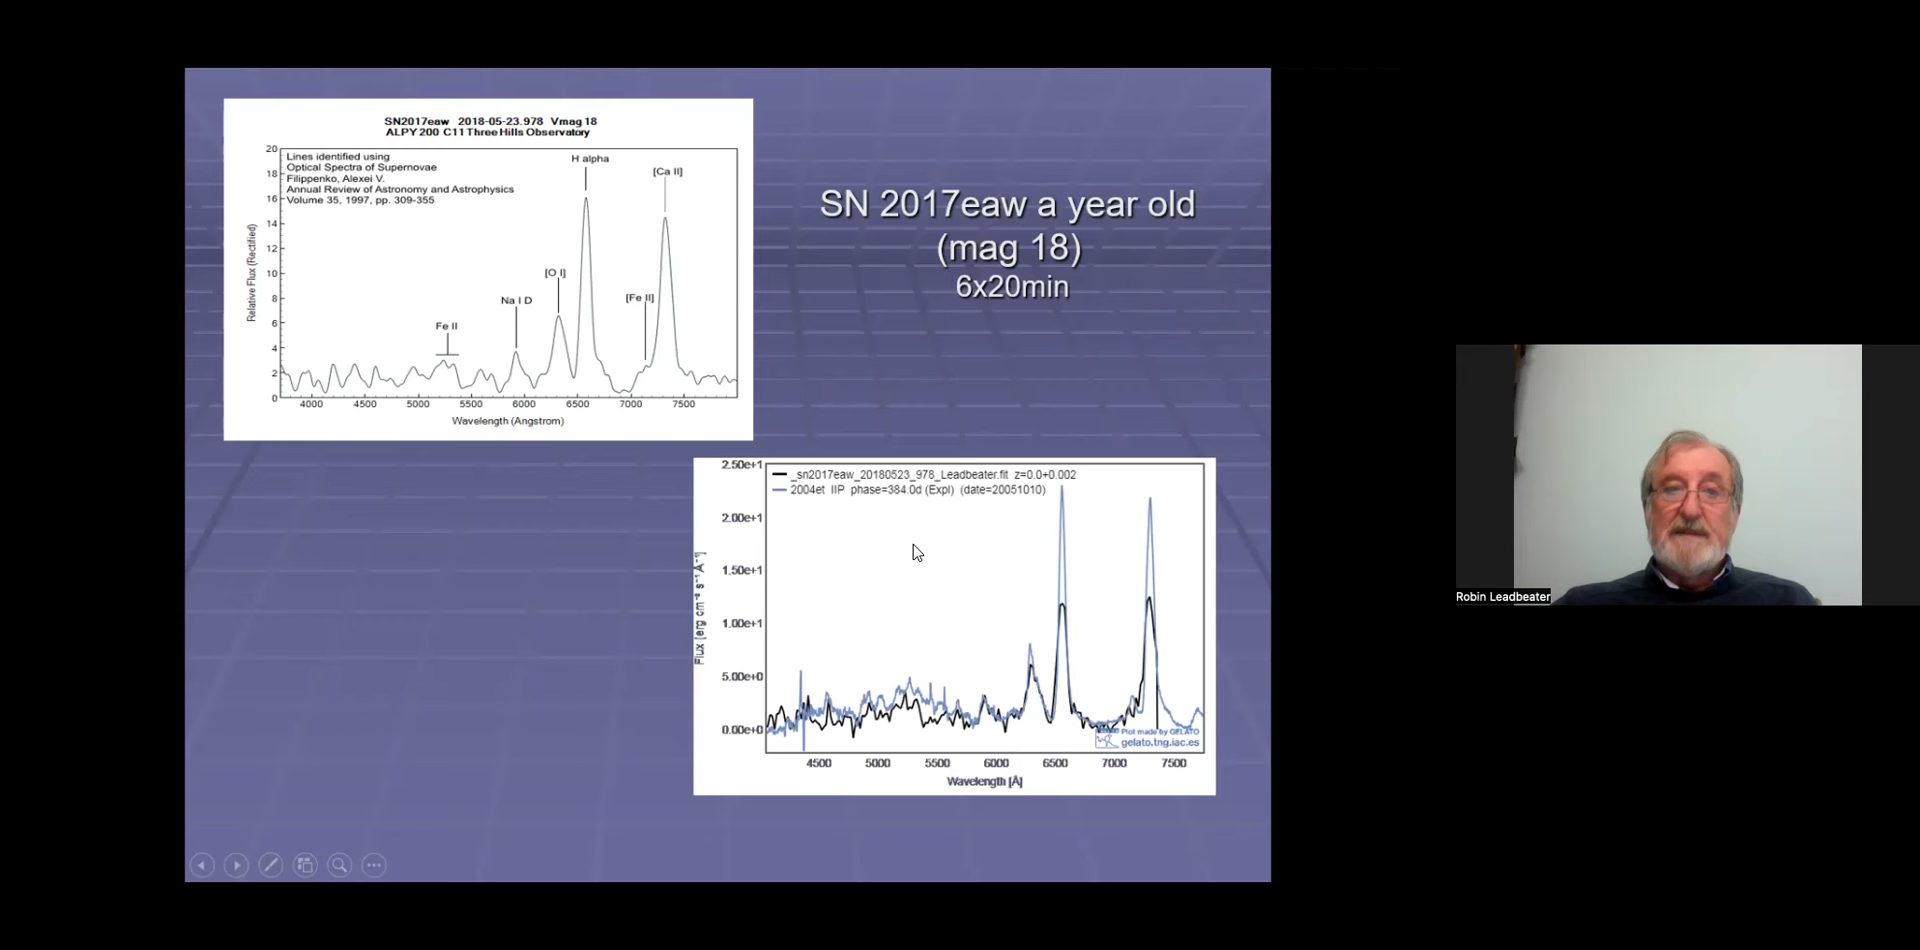 SN2017eaw 2018-05-23.978 Vmag 18
ALPY 200 C11 Three Hills Observatory
Lines identified using
Optical Spectra of Supernovae
Filippenko, Alexei V.
Annual Review of Astronomy and Astrophysics
Volume 35, 1997, pp. 309-355
H alpha
[Ca II]
[O I]
Na I D
[Fe II]
Fe II
Relative Flux (Rectified)
20
18
16
14
12
10
8
6
4
2
0
4000 4500 5000 5500 6000 6500 7000 7500
Wavelength (Angstrom)
SN 2017eaw a year old
(mag 18)
6x20min
_sn2017eaw_20180523_978_Leadbeater.fit z=0.0+0.002
2004et IIP phase=384.0d (Expl) (date=20051010)
Flux [erg cm⁻² s⁻¹ Å⁻¹]
2.50e+1
2.00e+1
1.50e+1
1.00e+1
5.00e+0
0.00e+0
Plot made by GELATO
gelato.tng.iac.es
4500 5000 5500 6000 6500 7000 7500
Wavelength [Å]
Robin Leadbeater